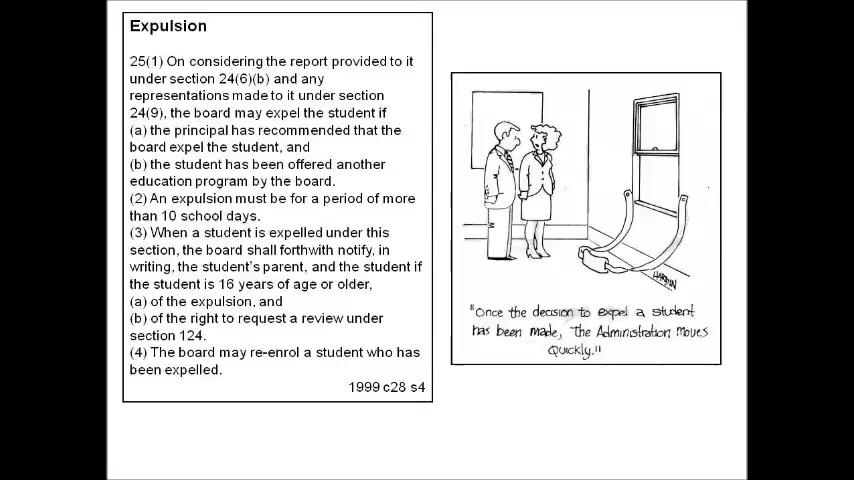 Expulsion
25(1) On considering the report provided to it
under section 24(6)(b) and any
representations made to it under section
24(9), the board may expel the student if
(a) the principal has recommended that the
board expel the student, and
(b) the student has been offered another
education program by the board.
(2) An expulsion must be for a period of more
than 10 school days.
(3) When a student is expelled under this
section, the board shall forthwith notify, in
writing, the student's parent, and the student if
the student is 16 years of age or older,
(a) of the expulsion, and
(b) of the right to request a review under
section 124.
(4) The board may re-enrol a student who has
been expelled.
1999 c28 s4
HARDIN
"Once the decision to expel a student
has been made, The Administration moves
Quickly."